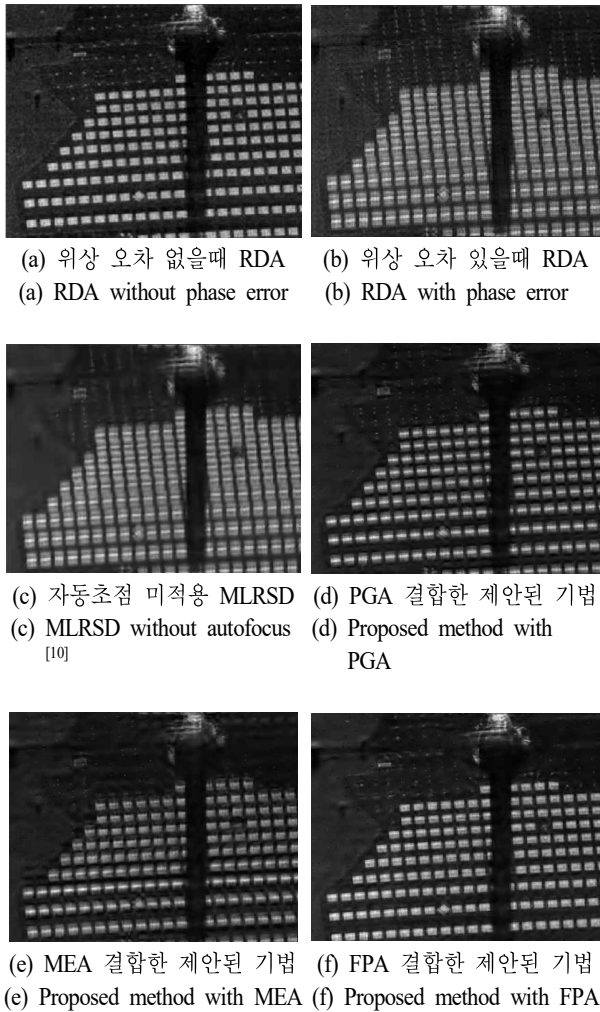 (a) 위상 오차 없을때 RDA
(a) RDA without phase error
(b) 위상 오차 있을때 RDA
(b) RDA with phase error
(c) 자동초점 미적용 MLRSD
(c) MLRSD without autofocus
[10]
(d) PGA 결합한 제안된 기법
(d) Proposed method with
PGA
(e) MEA 결합한 제안된 기법
(e) Proposed method with MEA
(f) FPA 결합한 제안된 기법
(f) Proposed method with FPA